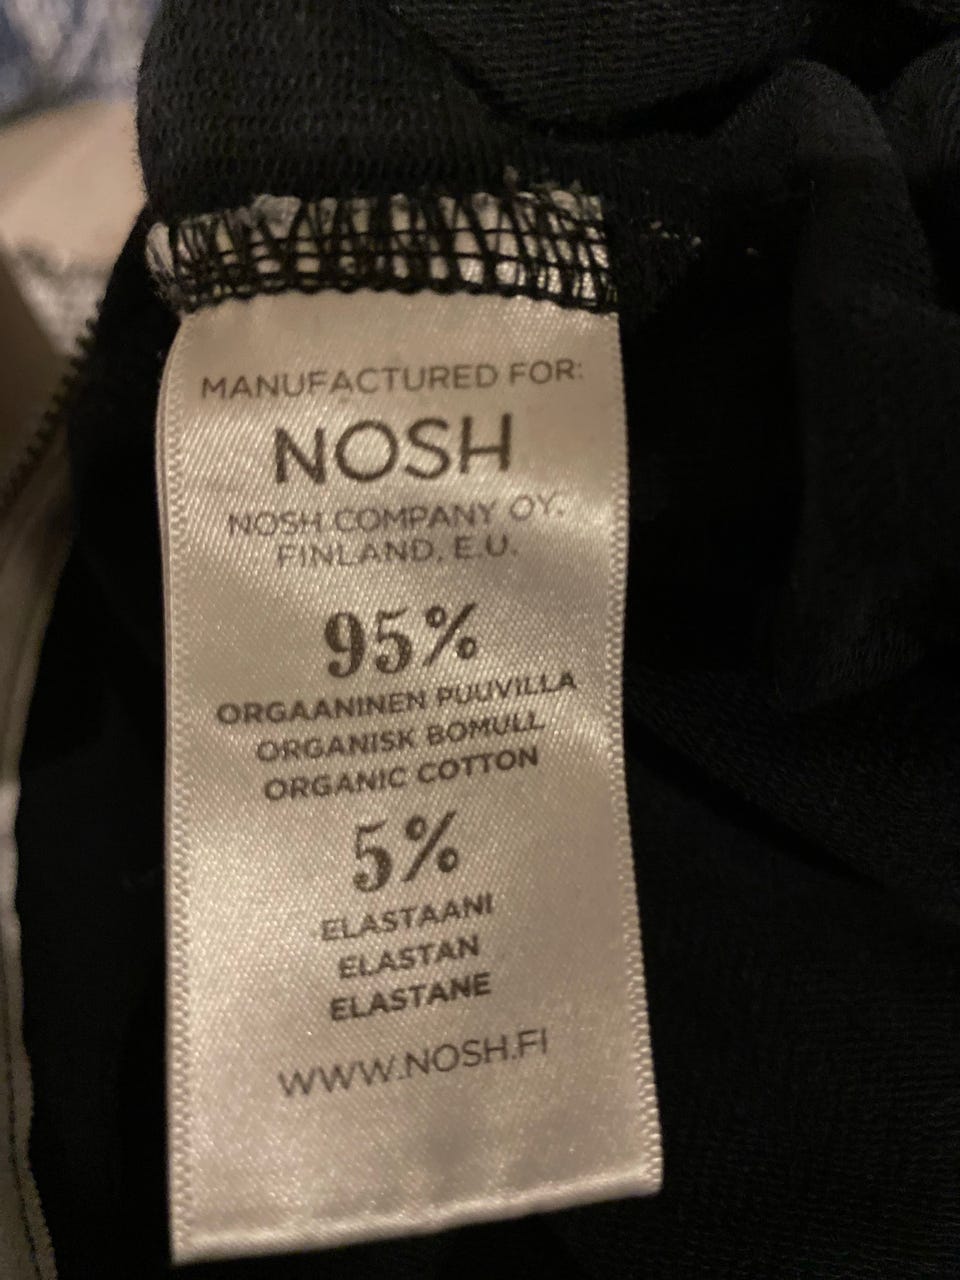 MANUFACTURED FOR:
NOSH
NOSH COMPANY OY.
FINLAND, E.U.
95%
ORGAANINEN PUUVILLA
ORGANISK BOMULL
ORGANIC COTTON
5%
ELASTAANI
ELASTAN
ELASTANE
WWW.NOSH.FI